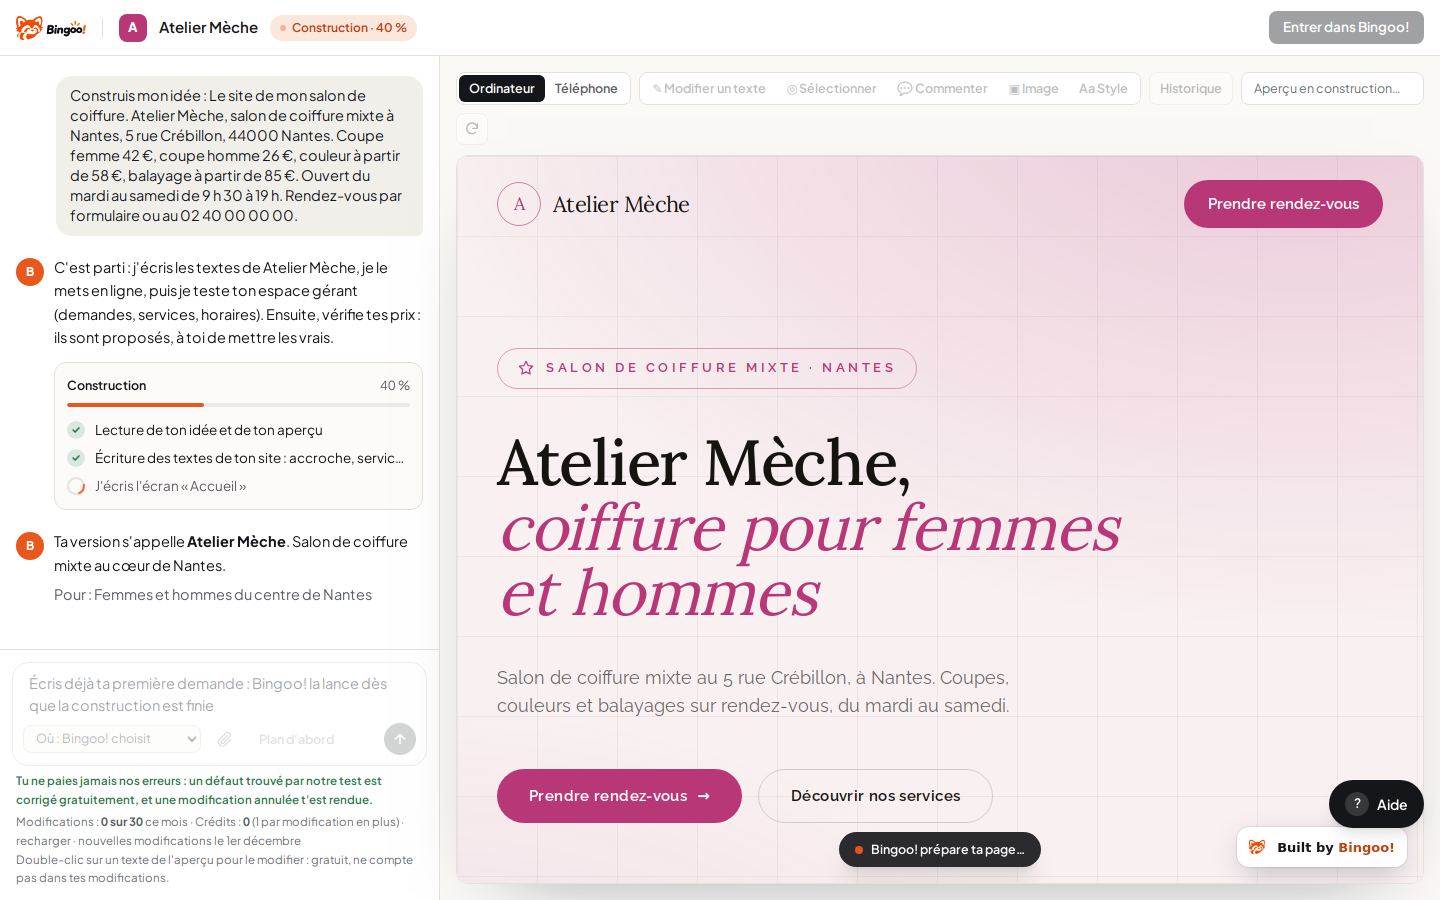 Bingoo!
A
Atelier Mèche
Construction · 40 %
Entrer dans Bingoo!
Construis mon idée : Le site de mon salon de
coiffure. Atelier Mèche, salon de coiffure mixte à
Nantes, 5 rue Crébillon, 44000 Nantes. Coupe
femme 42 €, coupe homme 26 €, couleur à partir
de 58 €, balayage à partir de 85 €. Ouvert du
mardi au samedi de 9 h 30 à 19 h. Rendez-vous par
formulaire ou au 02 40 00 00 00.
B
C'est parti : j'écris les textes de Atelier Mèche, je le
mets en ligne, puis je teste ton espace gérant
(demandes, services, horaires). Ensuite, vérifie tes prix :
ils sont proposés, à toi de mettre les vrais.
Construction 40 %
Lecture de ton idée et de ton aperçu
Écriture des textes de ton site : accroche, servic...
J'écris l'écran « Accueil »
B
Ta version s'appelle Atelier Mèche. Salon de coiffure
mixte au cœur de Nantes.
Pour : Femmes et hommes du centre de Nantes
Écris déjà ta première demande : Bingoo! la lance dès
que la construction est finie
Où : Bingoo! choisit
Plan d'abord
Tu ne paies jamais nos erreurs : un défaut trouvé par notre test est
corrigé gratuitement, et une modification annulée t'est rendue.
Modifications : 0 sur 30 ce mois · Crédits : 0 (1 par modification en plus) ·
recharger · nouvelles modifications le 1er décembre
Double-clic sur un texte de l'aperçu pour le modifier : gratuit, ne compte
pas dans tes modifications.
Ordinateur
Téléphone
Modifier un texte
Sélectionner
Commenter
Image
Aa Style
Historique
Aperçu en construction...
A
Atelier Mèche
Prendre rendez-vous
SALON DE COIFFURE MIXTE · NANTES
Atelier Mèche,
coiffure pour femmes
et hommes
Salon de coiffure mixte au 5 rue Crébillon, à Nantes. Coupes,
couleurs et balayages sur rendez-vous, du mardi au samedi.
Prendre rendez-vous →
Découvrir nos services
Bingoo! prépare ta page...
? Aide
Built by Bingoo!